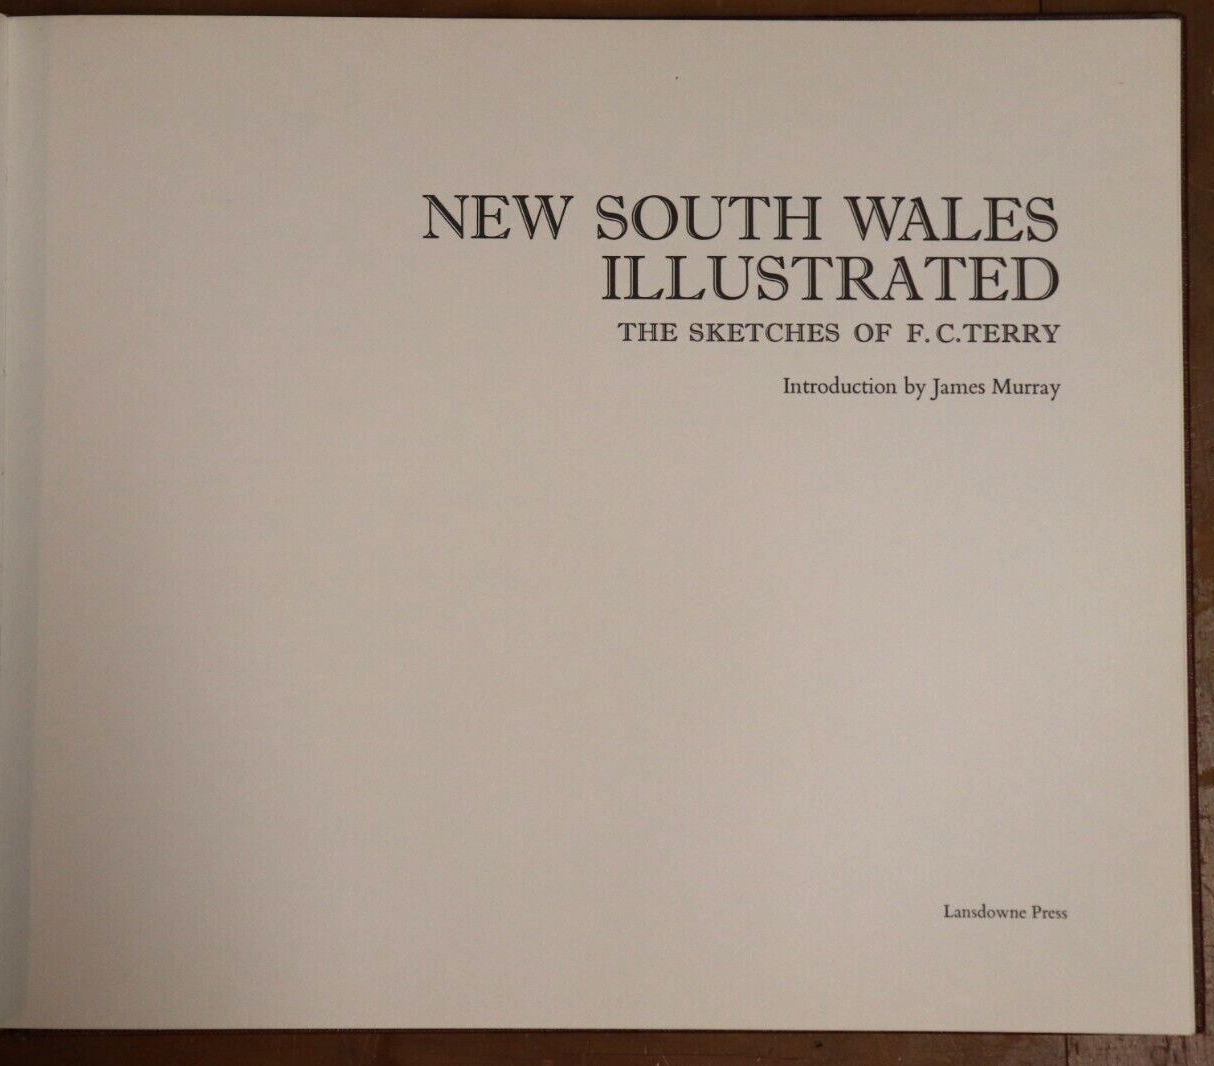 NEW SOUTH WALES
ILLUSTRATED
THE SKETCHES OF F. C. TERRY
Introduction by James Murray
Lansdowne Press